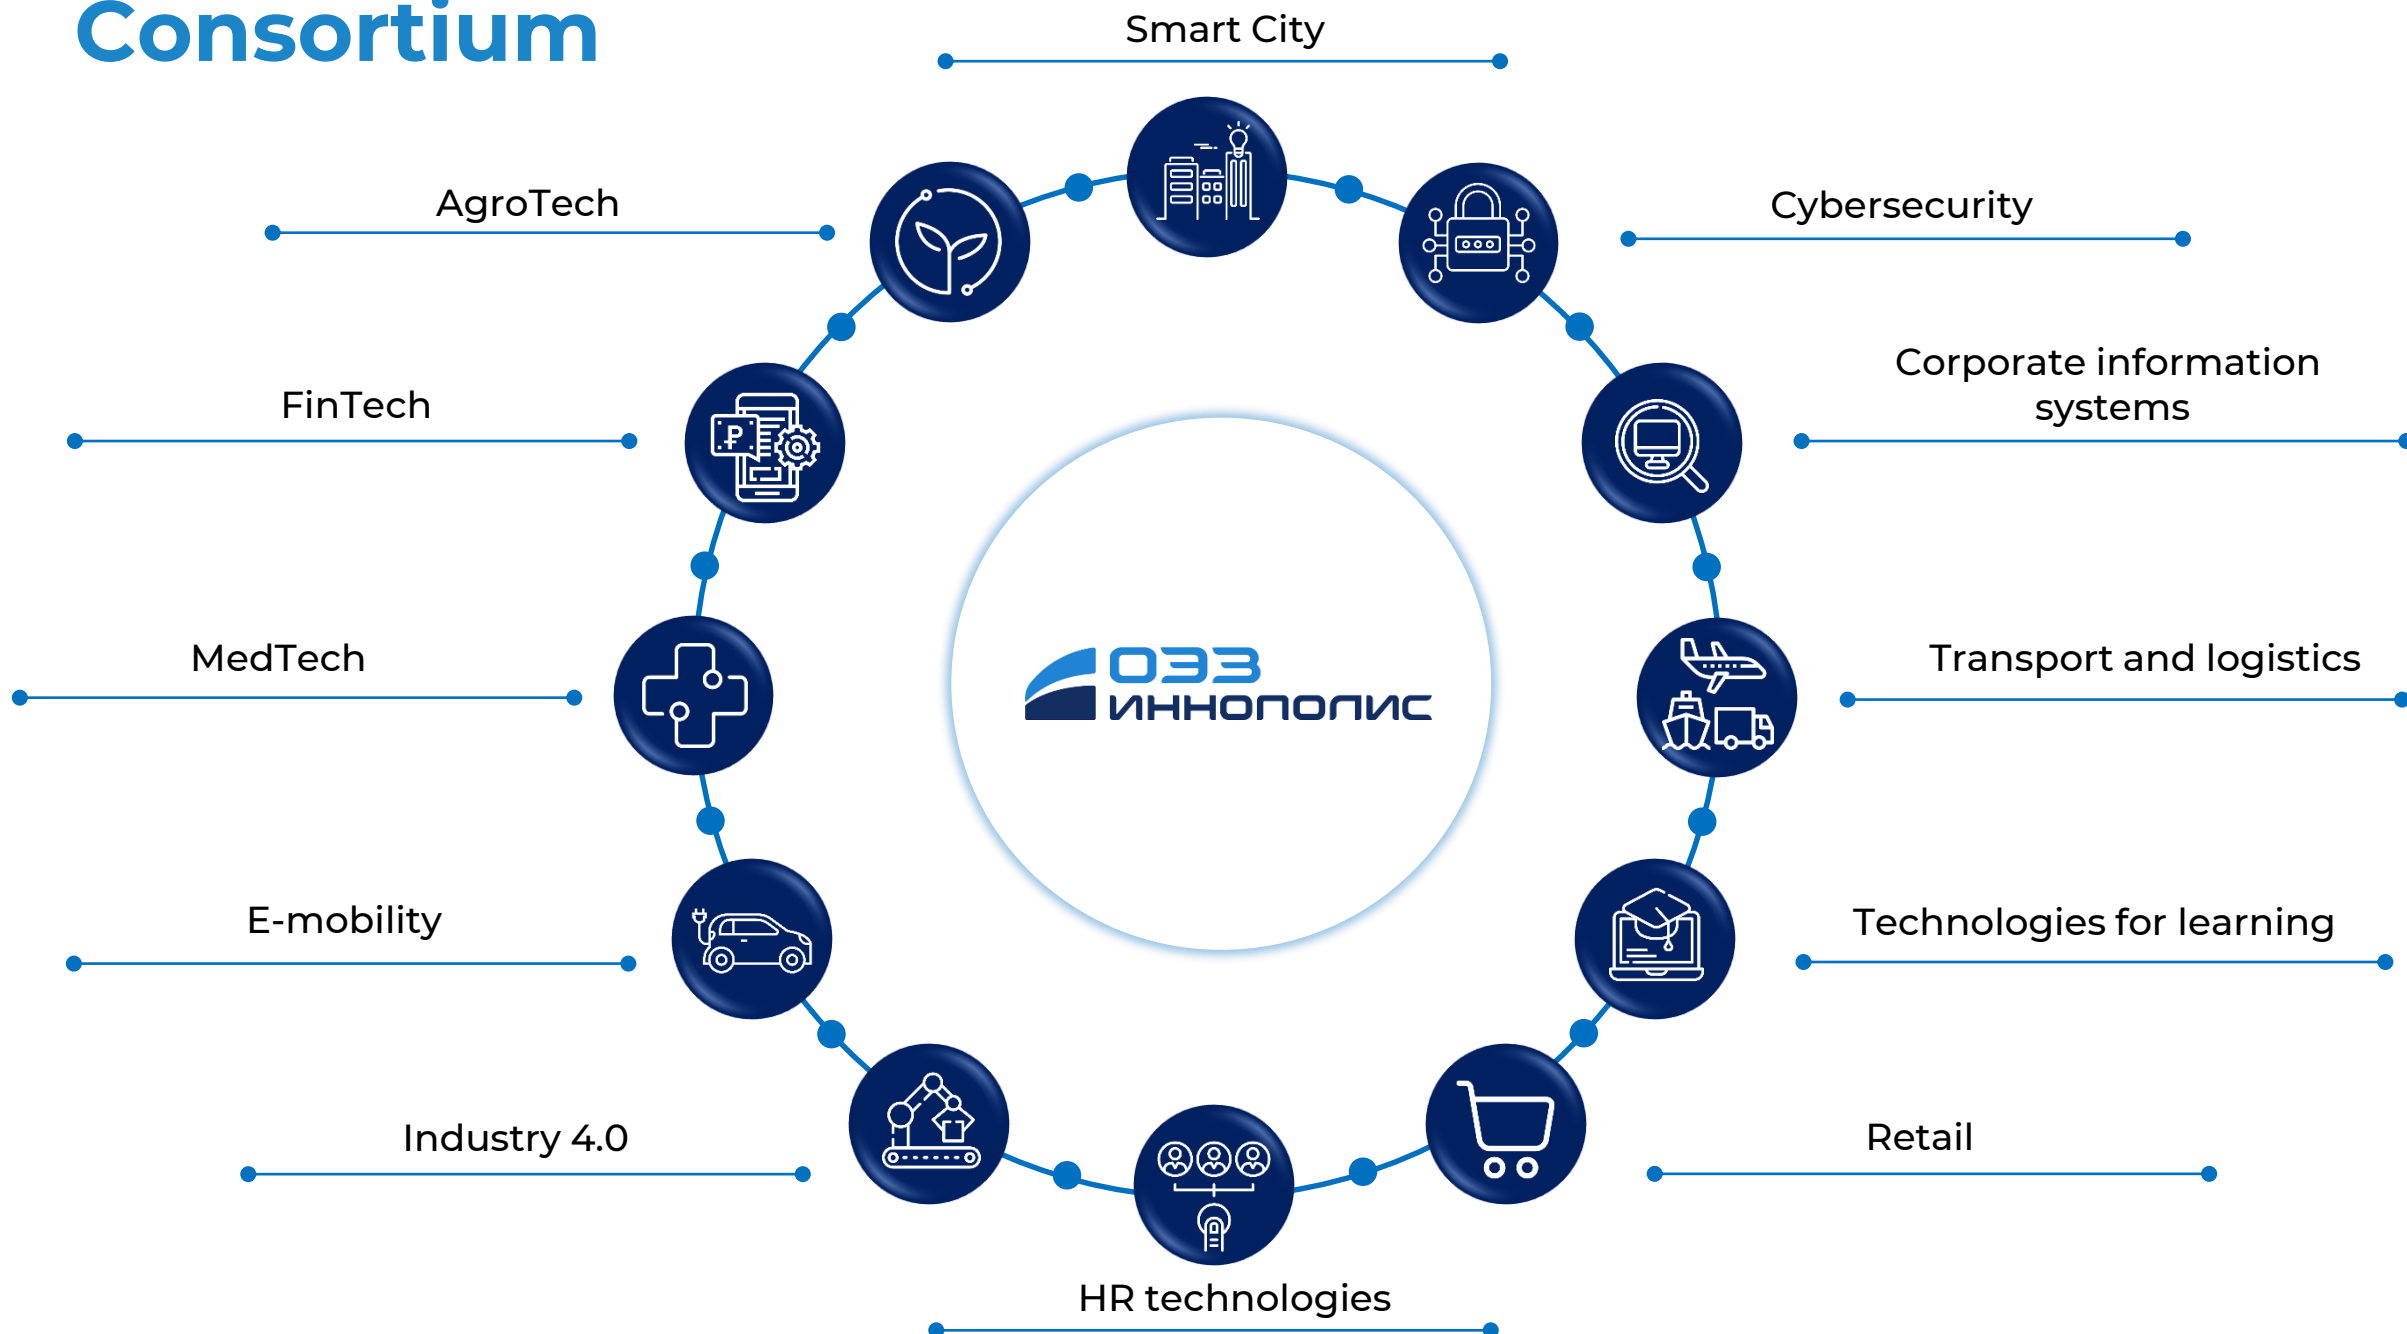 Consortium
Smart City
AgroTech
Cybersecurity
FinTech
₽
Corporate information
systems
MedTech
ОЭЗ
ИННОПОЛИС
Transport and logistics
E-mobility
Technologies for learning
Industry 4.0
Retail
HR technologies